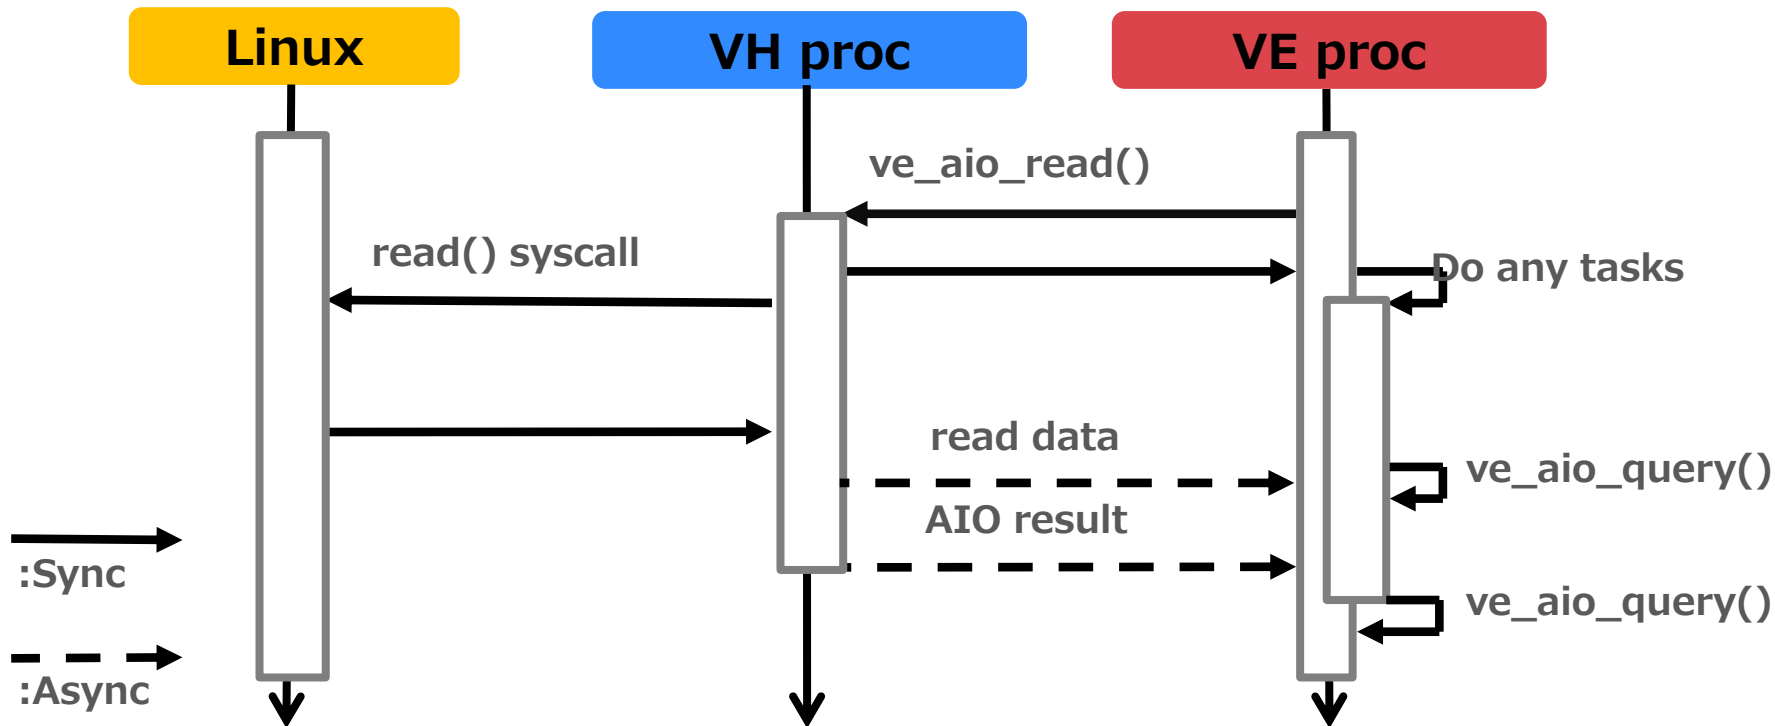 Linux
VH proc
VE proc
ve_aio_read()
read() syscall
Do any tasks
read data
ve_aio_query()
AIO result
:Sync
ve_aio_query()
:Async